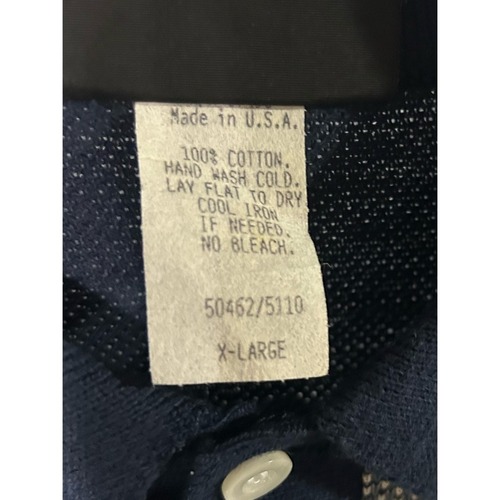 Made in U.S.A.
100% COTTON.
HAND WASH COLD.
LAY FLAT TO DRY
COOL IRON
IF NEEDED.
NO BLEACH.
50462/5110
X-LARGE